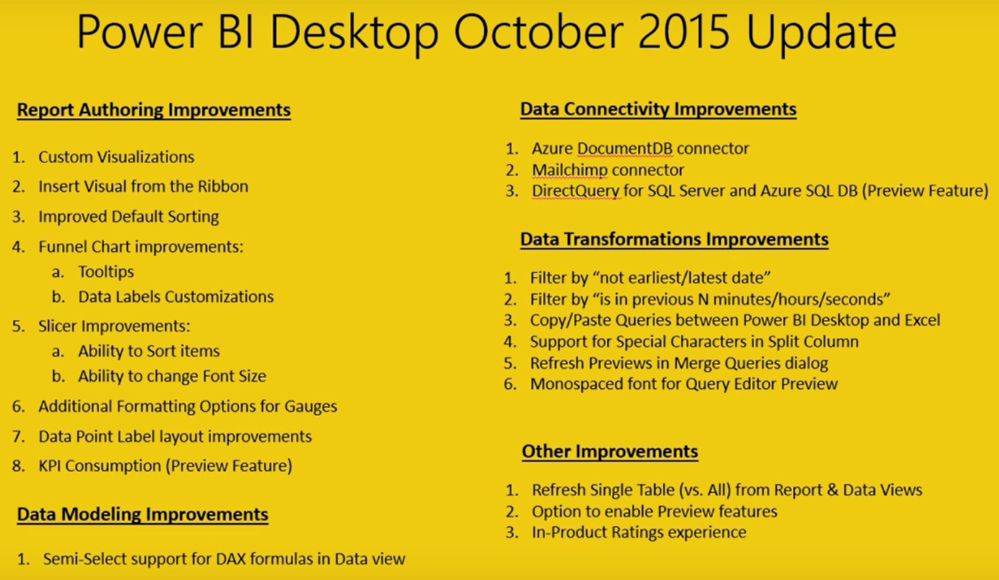 Power BI Desktop October 2015 Update
Report Authoring Improvements
1. Custom Visualizations
2. Insert Visual from the Ribbon
3. Improved Default Sorting
4. Funnel Chart improvements:
a. Tooltips
b. Data Labels Customizations
5. Slicer Improvements:
a. Ability to Sort items
b. Ability to change Font Size
6. Additional Formatting Options for Gauges
7. Data Point Label layout improvements
8. KPI Consumption (Preview Feature)
Data Modeling Improvements
1. Semi-Select support for DAX formulas in Data view
Data Connectivity Improvements
1. Azure DocumentDB connector
2. Mailchimp connector
3. DirectQuery for SQL Server and Azure SQL DB (Preview Feature)
Data Transformations Improvements
1. Filter by “not earliest/latest date”
2. Filter by “is in previous N minutes/hours/seconds”
3. Copy/Paste Queries between Power BI Desktop and Excel
4. Support for Special Characters in Split Column
5. Refresh Previews in Merge Queries dialog
6. Monospaced font for Query Editor Preview
Other Improvements
1. Refresh Single Table (vs. All) from Report & Data Views
2. Option to enable Preview features
3. In-Product Ratings experience